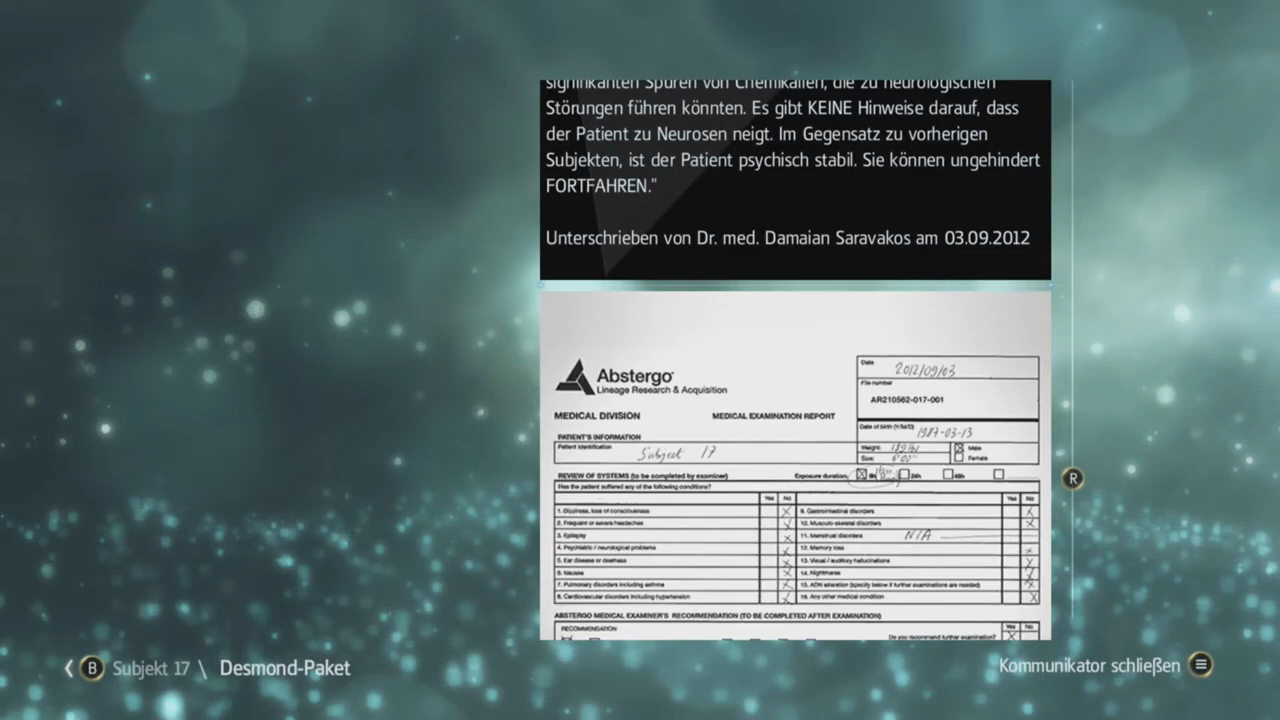 signifikanten Spuren von Chemikalien, die zu neurologischen
Störungen führen könnten. Es gibt KEINE Hinweise darauf, dass
der Patient zu Neurosen neigt. Im Gegensatz zu vorherigen
Subjekten, ist der Patient psychisch stabil. Sie können ungehindert
FORTFAHREN."
Unterschrieben von Dr. med. Damaian Saravakos am 03.09.2012
Abstergo
Lineage Research & Acquisition
Date 2012/09/03
File number
AR210562-017-001
MEDICAL DIVISION MEDICAL EXAMINATION REPORT
Date of birth (Y/M/D) 1987-03-13
PATIENT'S INFORMATION
Patient identification Subject 17
Weight: Male
Size: 6'00" Female
REVIEW OF SYSTEMS (to be completed by examiner) Exposure duration: 8h 24h 48h
Has the patient suffered any of the following conditions?
Yes No Yes No
1. Dizziness, loss of consciousness 9. Gastrointestinal disorders
2. Frequent or severe headaches 10. Musculo skeletal disorders
3. Epilepsy 11. Menstrual disorders N/A
4. Psychiatric / neurological problems 12. Memory loss
5. Ear disease or deafness 13. Visual / auditory hallucinations
6. Nausea 14. Nightmares
7. Pulmonary disorders including asthma 15. ADN alteration (specify below if further examinations are needed)
8. Cardiovascular disorders including hypertension 16. Any other medical condition
ABSTERGO MEDICAL EXAMINER'S RECOMMENDATION (TO BE COMPLETED AFTER EXAMINATION)
RECOMMENDATION Yes No
Do you recommend further examination?
R
B Subjekt 17 \ Desmond-Paket
Kommunikator schließen